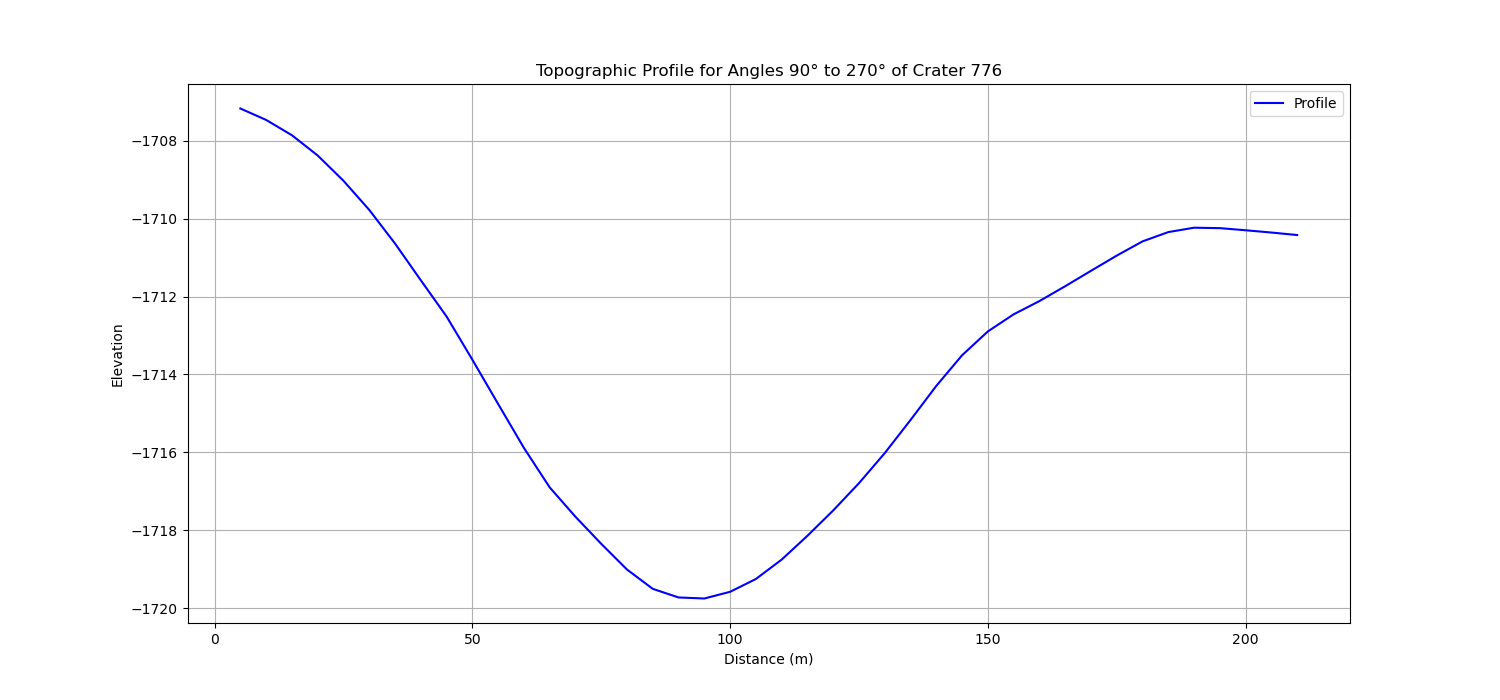 Topographic Profile for Angles 90° to 270° of Crater 776
Profile
−1708
−1710
−1712
−1714
−1716
−1718
−1720
Elevation
0 50 100 150 200
Distance (m)